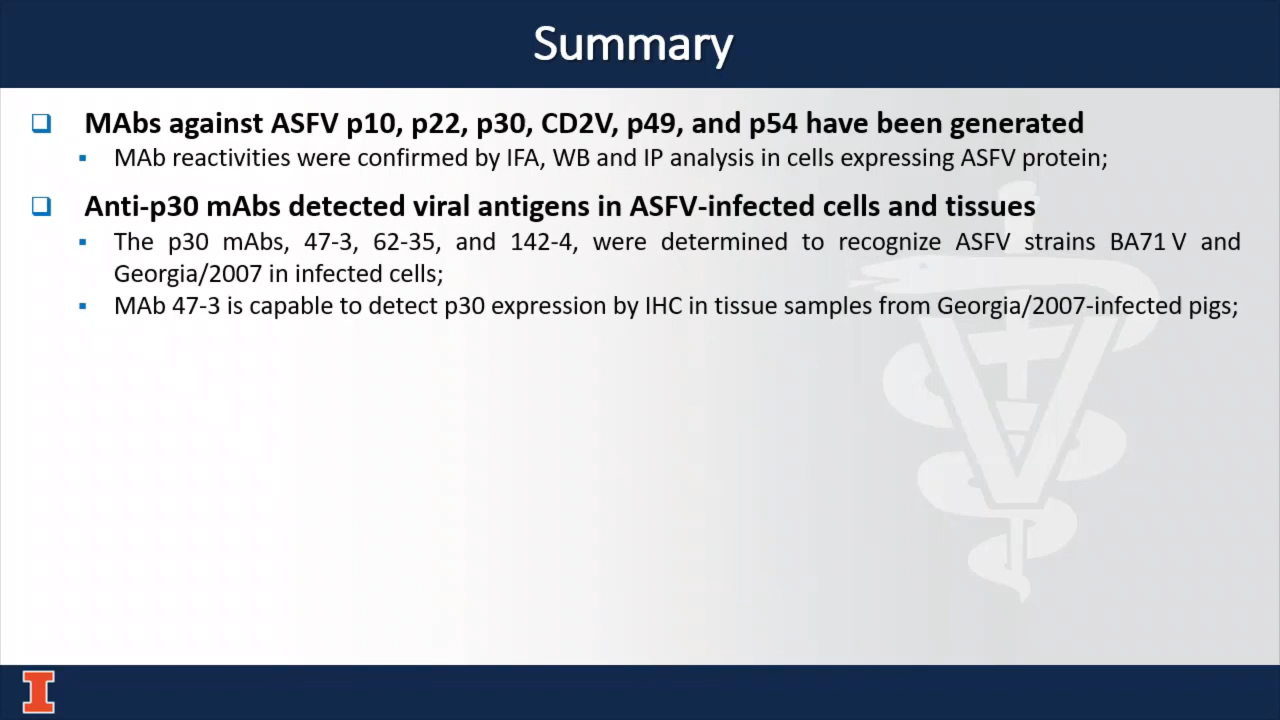 Summary
MAbs against ASFV p10, p22, p30, CD2V, p49, and p54 have been generated
MAb reactivities were confirmed by IFA, WB and IP analysis in cells expressing ASFV protein;
Anti-p30 mAbs detected viral antigens in ASFV-infected cells and tissues
The p30 mAbs, 47-3, 62-35, and 142-4, were determined to recognize ASFV strains BA71 V and
Georgia/2007 in infected cells;
MAb 47-3 is capable to detect p30 expression by IHC in tissue samples from Georgia/2007-infected pigs;
V
I